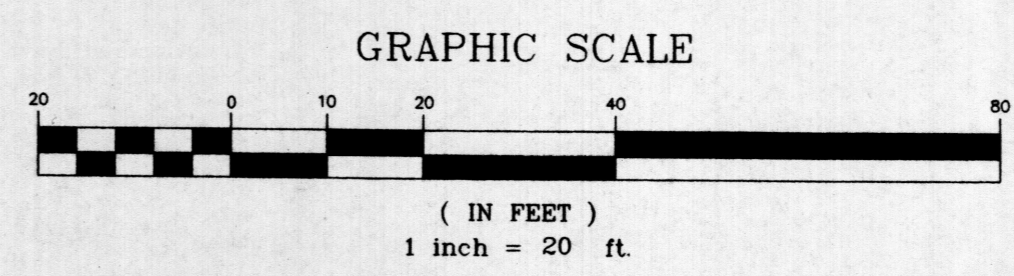 GRAPHIC SCALE
20 0 10 20 40 80
( IN FEET )
1 inch = 20 ft.